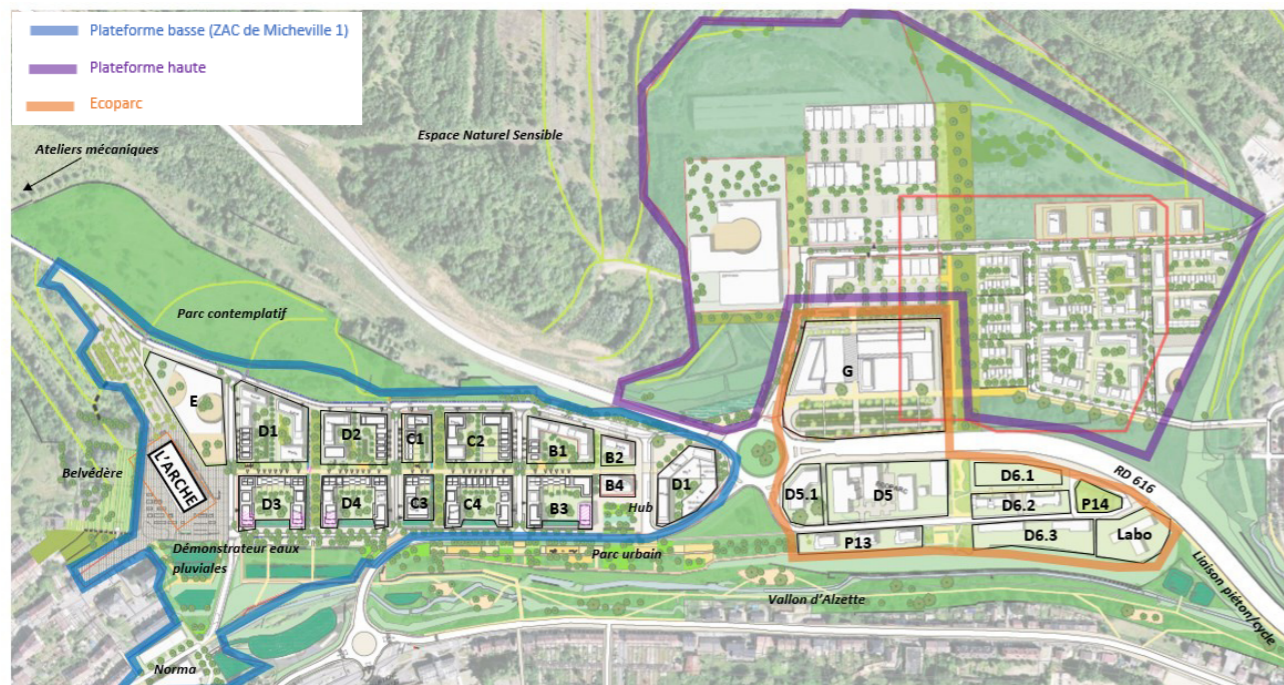 Plateforme basse (ZAC de Micheville 1)
Plateforme haute
Ecoparc
Espace Naturel Sensible
Ateliers mécaniques
Parc contemplatif
E
L'ARCHE
Belvédère
D1
D2
C1
C2
B1
B2
D3
D4
C3
C4
B3
B4
Hub
D1
G
D5.1
D5
D6.1
D6.2
P14
P13
D6.3
Labo
RD 616
Liaison piéton/cycle
Démonstrateur eaux
pluviales
Parc urbain
Vallon d'Alzette
Norma